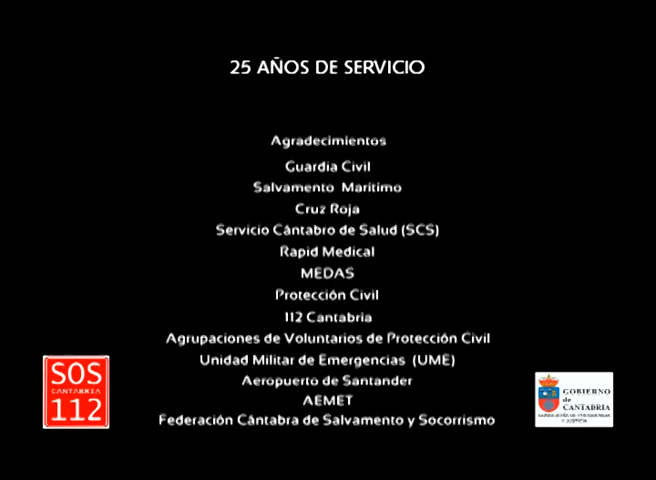 25 AÑOS DE SERVICIO
Agradecimientos
Guardia Civil
Salvamento Marítimo
Cruz Roja
Servicio Cántabro de Salud (SCS)
Rapid Medical
MEDAS
Protección Civil
112 Cantabria
Agrupaciones de Voluntarios de Protección Civil
Unidad Militar de Emergencias (UME)
Aeropuerto de Santander
AEMET
Federación Cántabra de Salvamento y Socorrismo
SOS
CANTABRIA
112
GOBIERNO
de
CANTABRIA
Y JUSTICIA